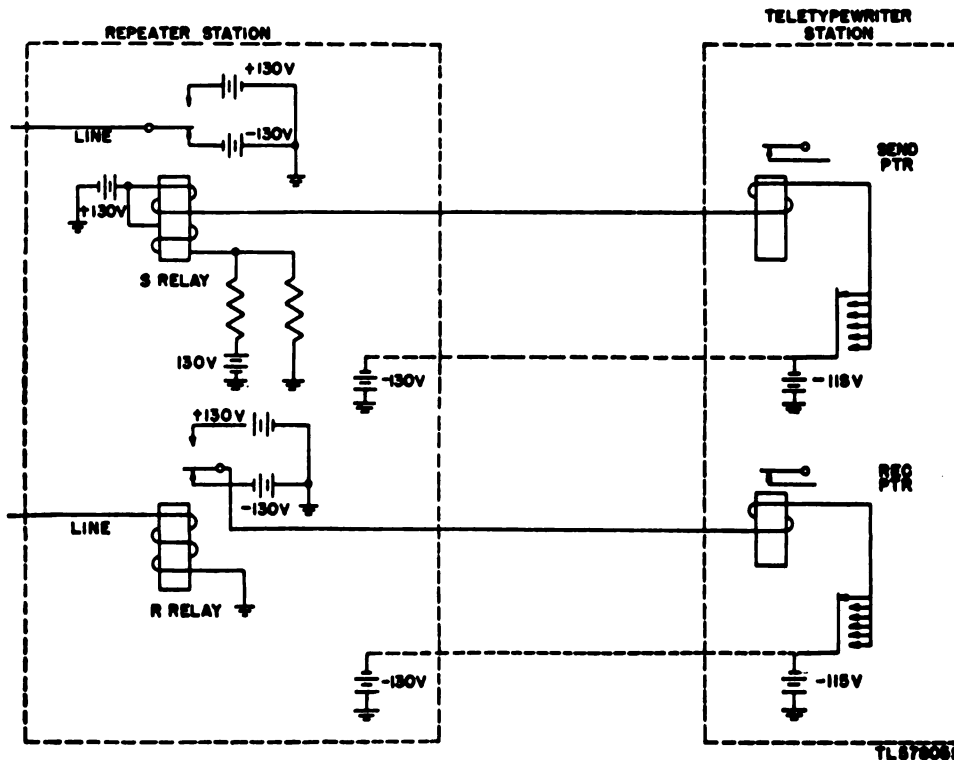 REPEATER STATION
TELETYPEWRITER
STATION
+130V
LINE
-130V
SEND
PTR
+130V
S RELAY
130V
-130V
-115V
+130V
REC
PTR
-130V
LINE
R RELAY
-130V
-115V